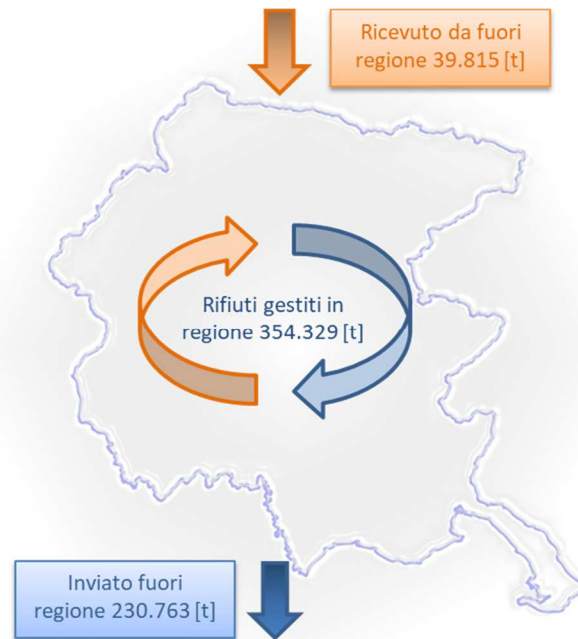 Ricevuto da fuori
regione 39.815 [t]
Rifiuti gestiti in
regione 354.329 [t]
Inviato fuori
regione 230.763 [t]